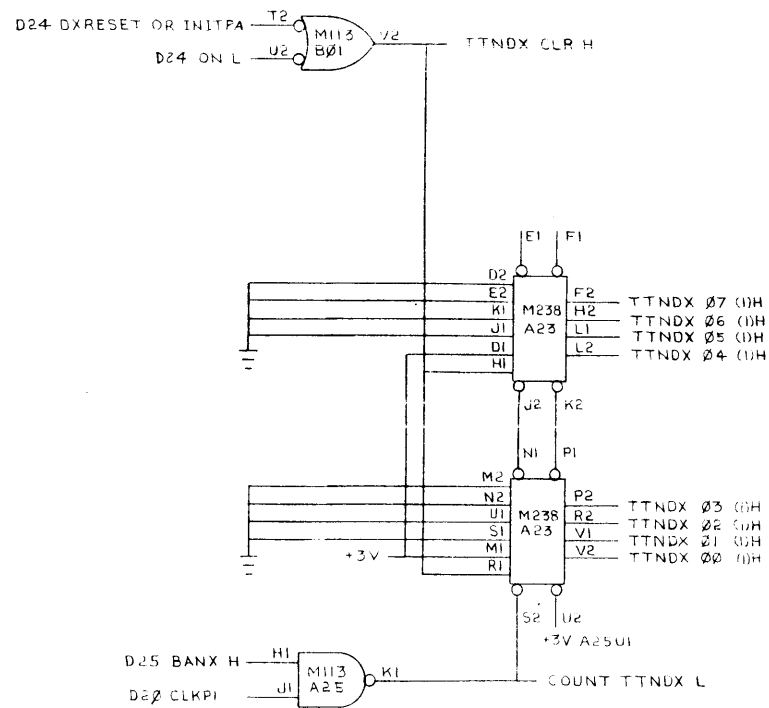 D24 DXRESET OR INITPA T2
M113
BØ1
V2 TTNDX CLR H
D24 ON L U2
E1 F1
D2
E2
K1
J1
D1
H1
M238
A23
F2 TTNDX Ø7 (1)H
H2 TTNDX Ø6 (1)H
L1 TTNDX Ø5 (1)H
L2 TTNDX Ø4 (1)H
J2 K2
N1 P1
M2
N2
U1
S1
+3V M1
R1
M238
A23
P2 TTNDX Ø3 (1)H
R2 TTNDX Ø2 (1)H
V1 TTNDX Ø1 (1)H
V2 TTNDX ØØ (1)H
S2 U2
+3V A25U1
D25 BANX H H1
D2Ø CLKP1 J1
M113
A25
K1 COUNT TTNDX L